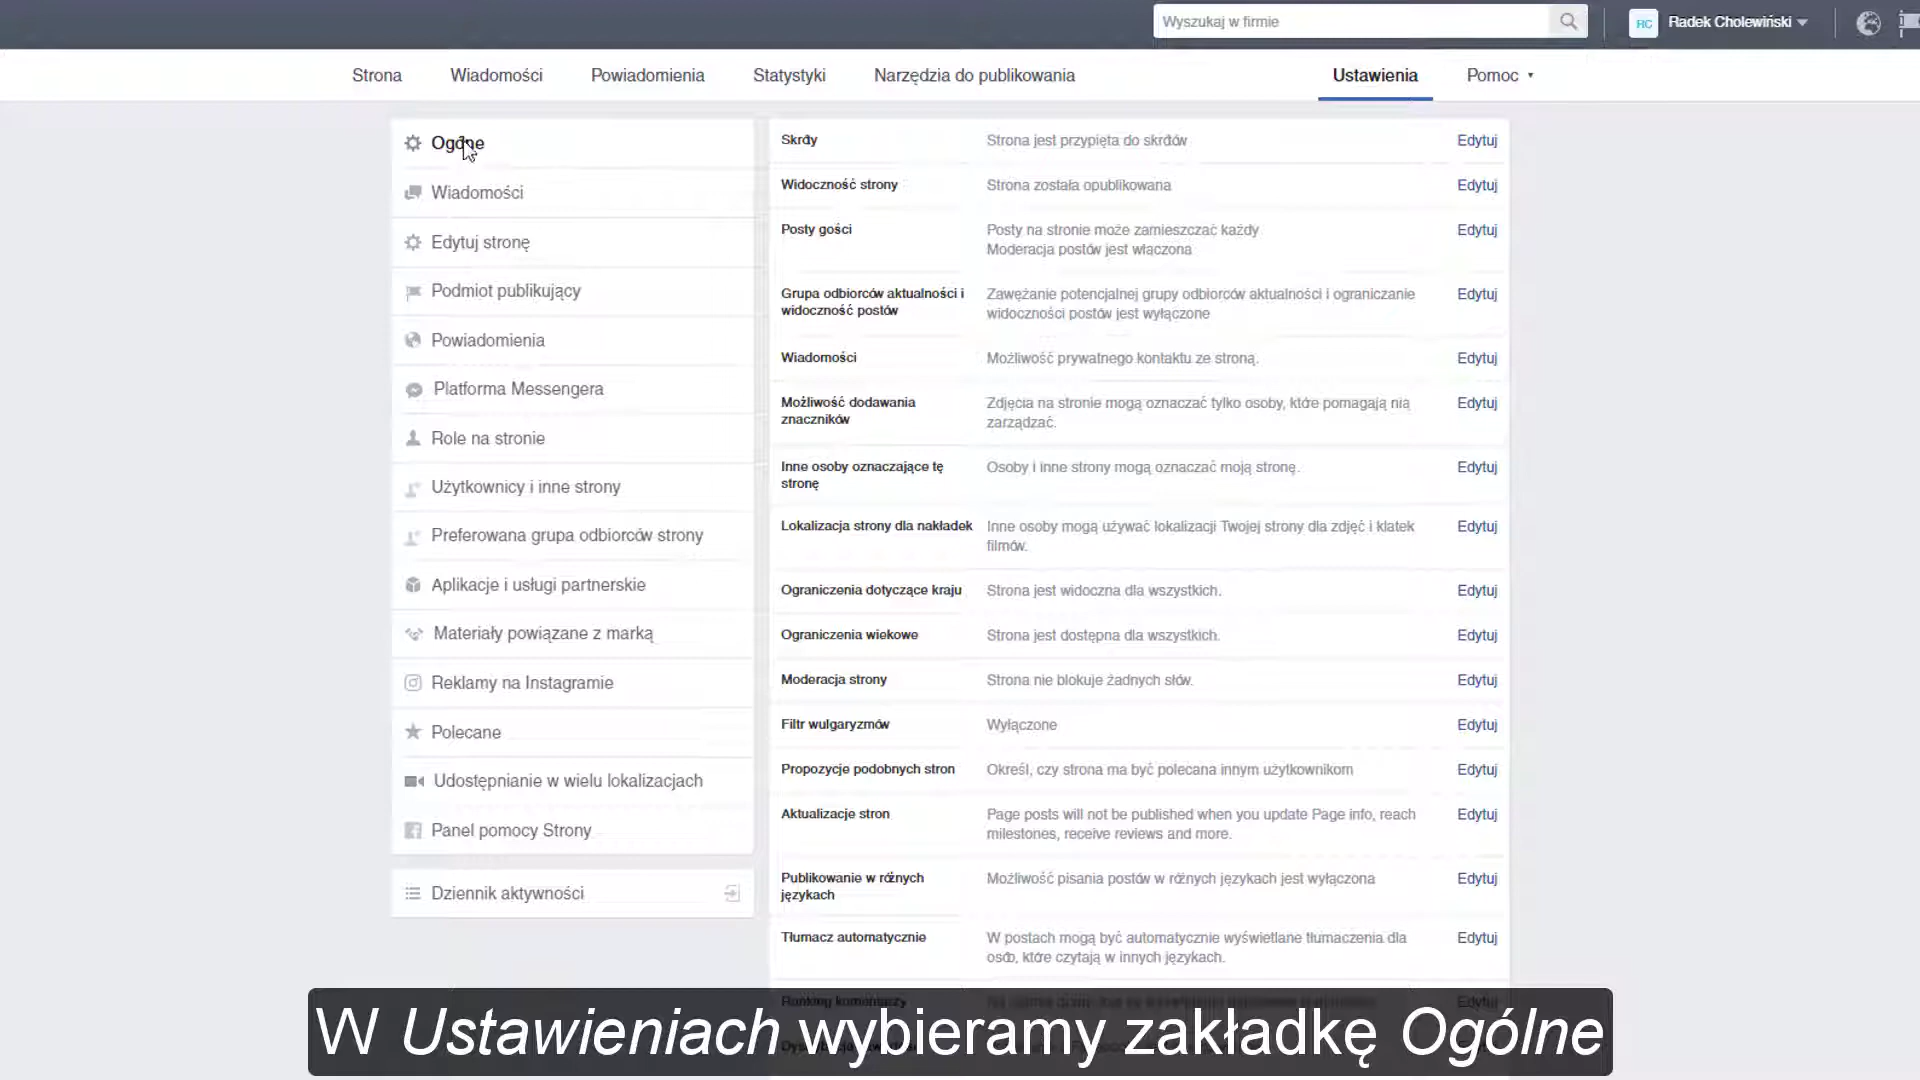 Wyszukaj w firmie
RC Radek Cholewiński
Strona Wiadomości Powiadomienia Statystyki Narzędzia do publikowania Ustawienia Pomoc
Ogólne
Wiadomości
Edytuj stronę
Podmiot publikujący
Powiadomienia
Platforma Messengera
Role na stronie
Użytkownicy i inne strony
Preferowana grupa odbiorców strony
Aplikacje i usługi partnerskie
Materiały powiązane z marką
Reklamy na Instagramie
Polecane
Udostępnianie w wielu lokalizacjach
Panel pomocy Strony
Dziennik aktywności
Skróty Strona jest przypięta do skrótów Edytuj
Widoczność strony Strona została opublikowana Edytuj
Posty gości Posty na stronie może zamieszczać każdy Edytuj
Moderacja postów jest włączona
Grupa odbiorców aktualności i Zawężanie potencjalnej grupy odbiorców aktualności i ograniczanie Edytuj
widoczność postów widoczności postów jest wyłączone
Wiadomości Możliwość prywatnego kontaktu ze stroną. Edytuj
Możliwość dodawania Zdjęcia na stronie mogą oznaczać tylko osoby, które pomagają nią Edytuj
znaczników zarządzać.
Inne osoby oznaczające tę Osoby i inne strony mogą oznaczać moją stronę. Edytuj
stronę
Lokalizacja strony dla nakładek Inne osoby mogą używać lokalizacji Twojej strony dla zdjęć i klatek Edytuj
filmów.
Ograniczenia dotyczące kraju Strona jest widoczna dla wszystkich. Edytuj
Ograniczenia wiekowe Strona jest dostępna dla wszystkich. Edytuj
Moderacja strony Strona nie blokuje żadnych słów. Edytuj
Filtr wulgaryzmów Wyłączone Edytuj
Propozycje podobnych stron Określ, czy strona ma być polecana innym użytkownikom Edytuj
Aktualizacje stron Page posts will not be published when you update Page info, reach Edytuj
milestones, receive reviews and more.
Publikowanie w różnych Możliwość pisania postów w różnych językach jest wyłączona Edytuj
językach
Tłumacz automatycznie W postach mogą być automatycznie wyświetlane tłumaczenia dla Edytuj
osób, które czytają w innych językach.
Ranking komentarzy Edytuj
W Ustawieniach wybieramy zakładkę Ogólne